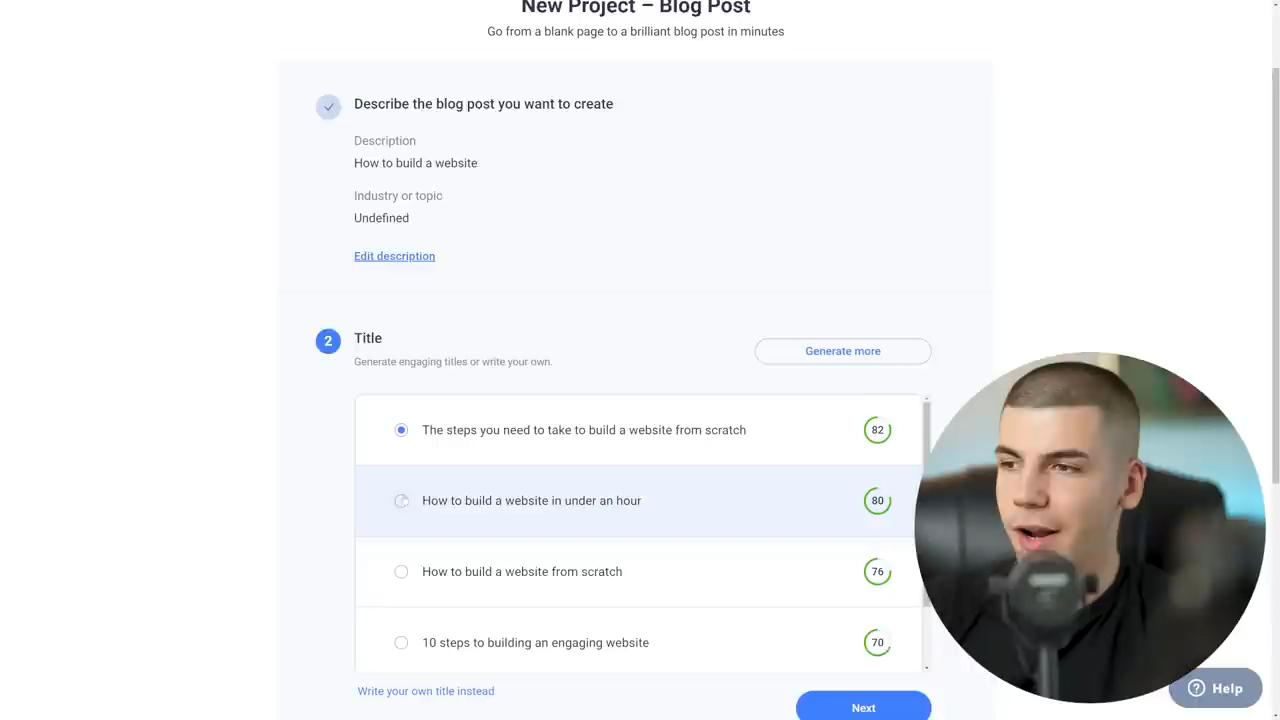 New Project – Blog Post
Go from a blank page to a brilliant blog post in minutes
Describe the blog post you want to create
Description
How to build a website
Industry or topic
Undefined
Edit description
2
Title
Generate engaging titles or write your own.
Generate more
The steps you need to take to build a website from scratch
82
How to build a website in under an hour
80
How to build a website from scratch
76
10 steps to building an engaging website
70
Write your own title instead
Next
Help